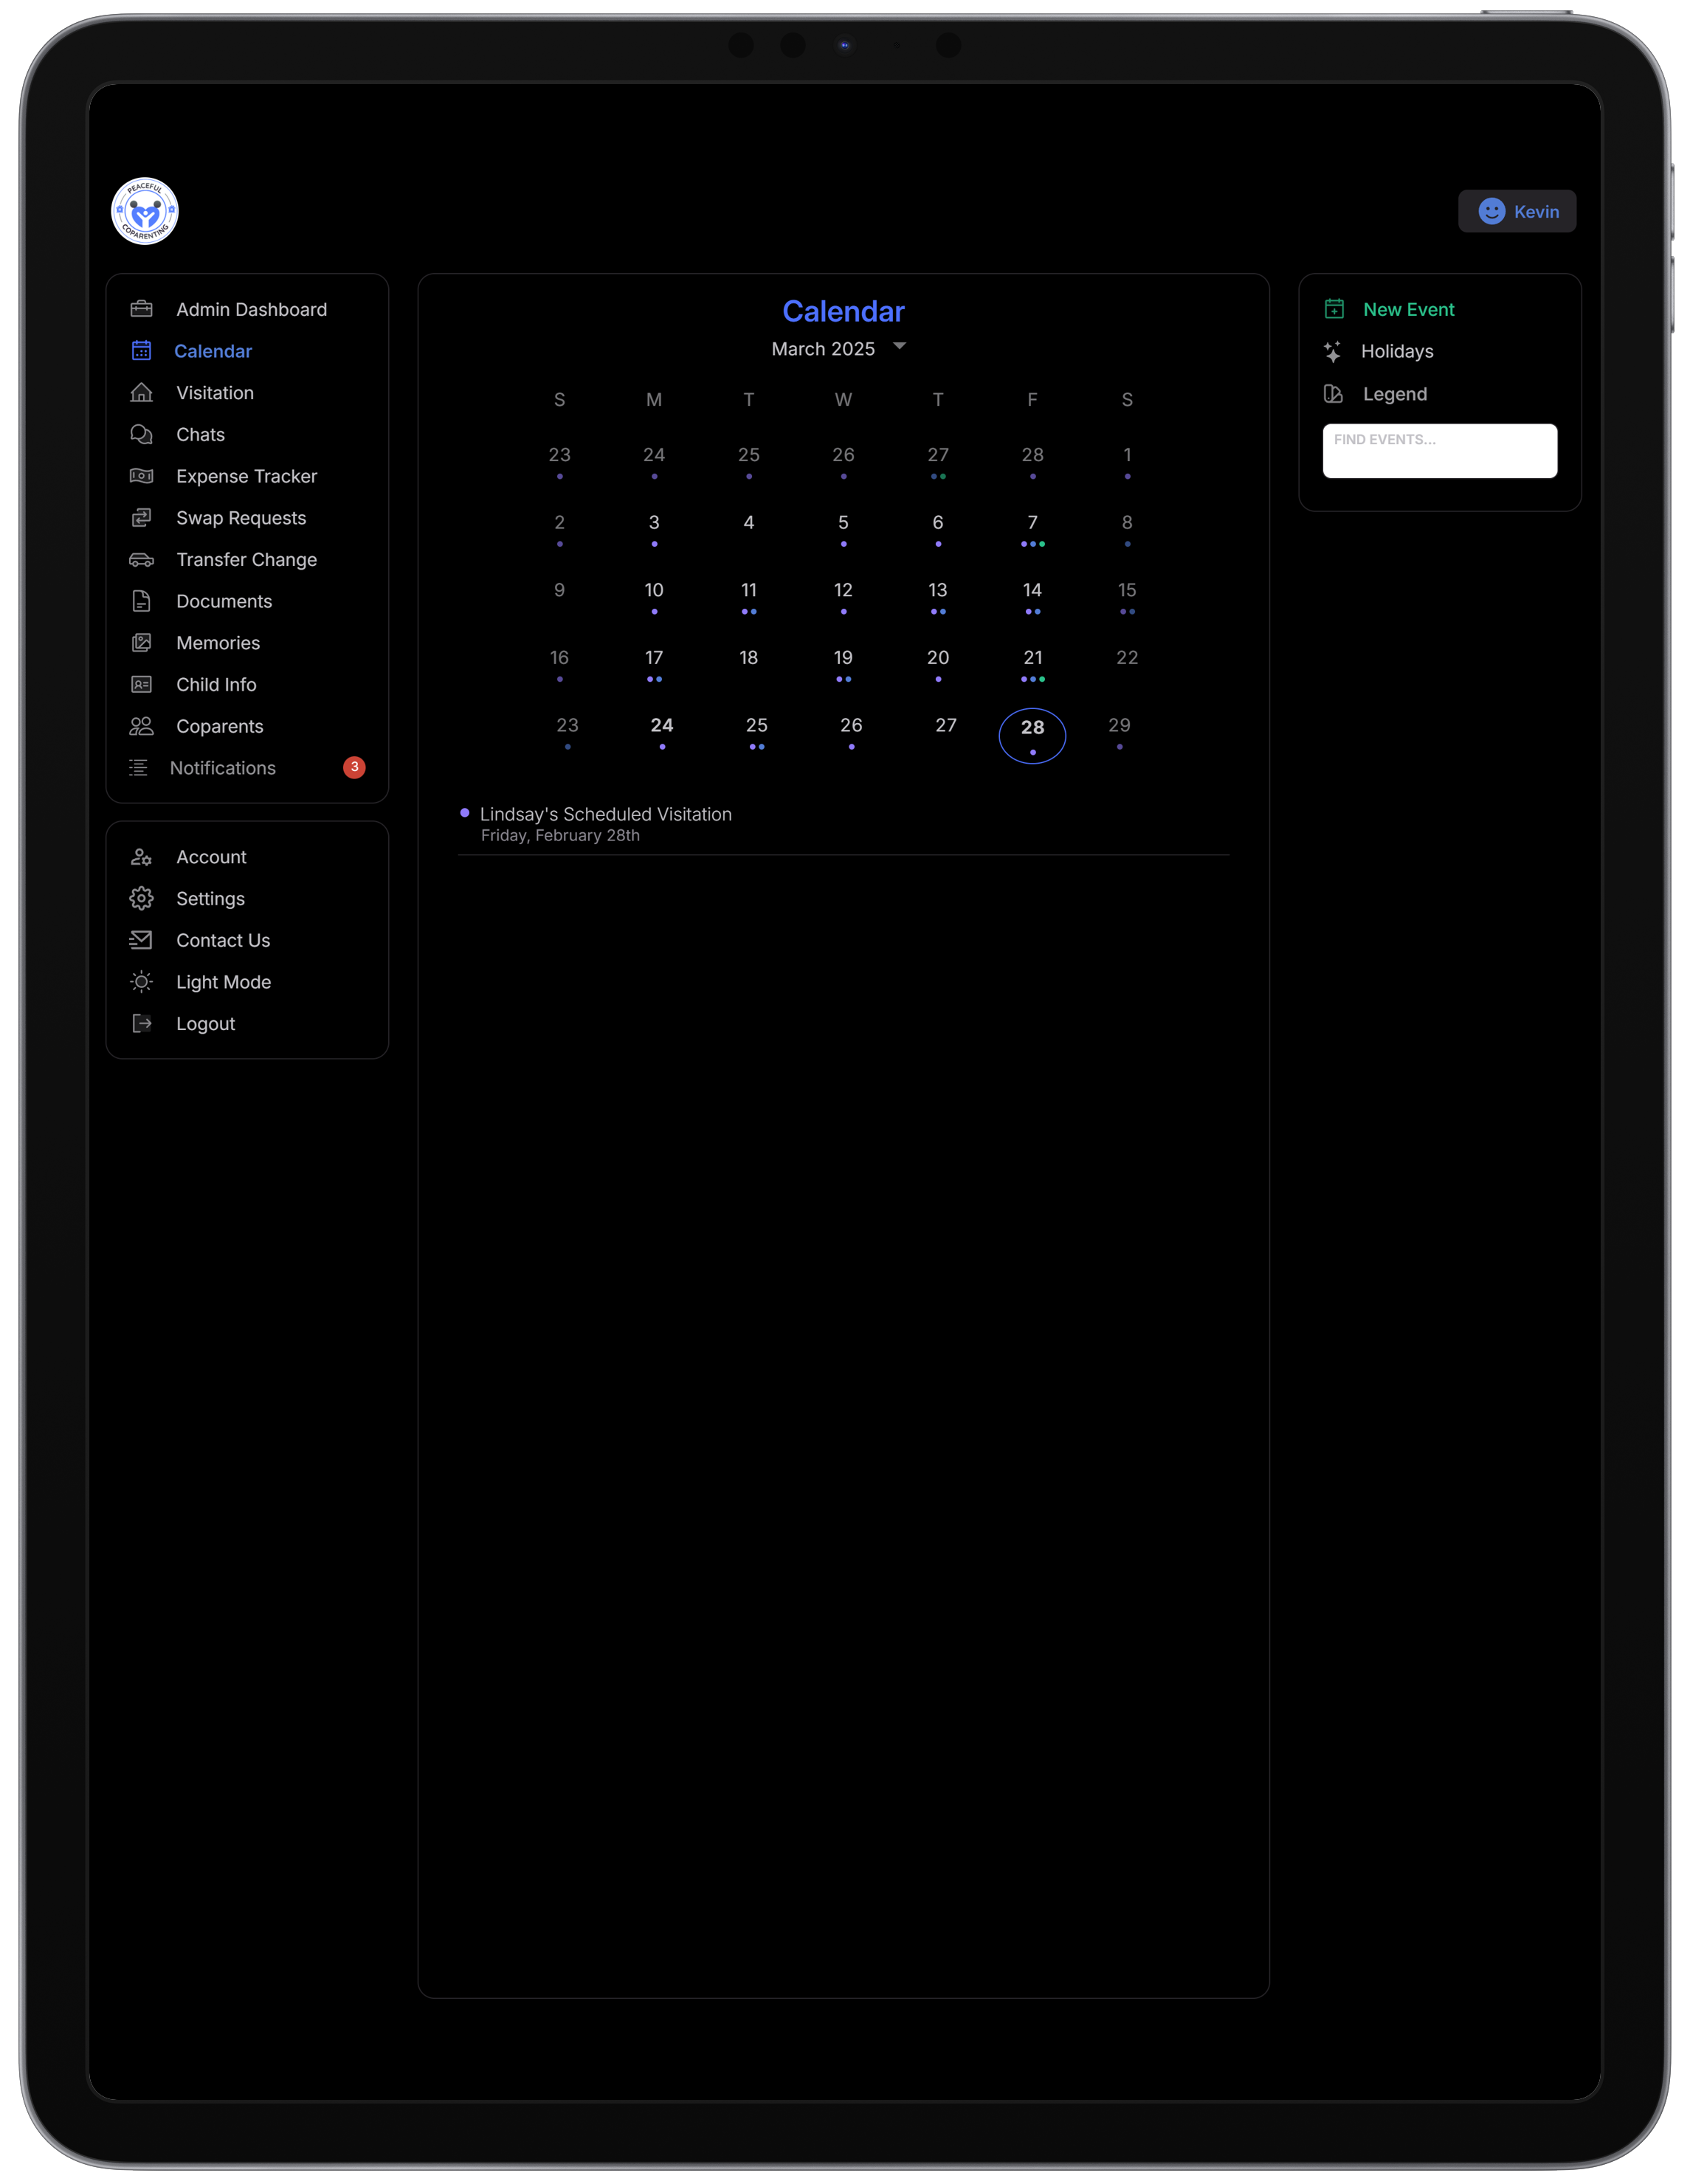 PEACEFUL
COPARENTING
Kevin
Admin Dashboard
Calendar
Visitation
Chats
Expense Tracker
Swap Requests
Transfer Change
Documents
Memories
Child Info
Coparents
Notifications 3
Account
Settings
Contact Us
Light Mode
Logout
Calendar
March 2025
S M T W T F S
23 24 25 26 27 28 1
2 3 4 5 6 7 8
9 10 11 12 13 14 15
16 17 18 19 20 21 22
23 24 25 26 27 28 29
Lindsay's Scheduled Visitation
Friday, February 28th
New Event
Holidays
Legend
FIND EVENTS...